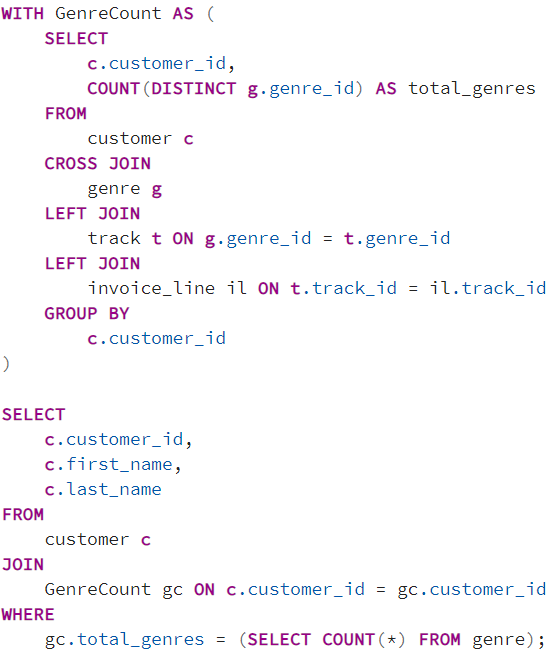 WITH GenreCount AS (
    SELECT
        c.customer_id,
        COUNT(DISTINCT g.genre_id) AS total_genres
    FROM
        customer c
    CROSS JOIN
        genre g
    LEFT JOIN
        track t ON g.genre_id = t.genre_id
    LEFT JOIN
        invoice_line il ON t.track_id = il.track_id
    GROUP BY
        c.customer_id
)

SELECT
    c.customer_id,
    c.first_name,
    c.last_name
FROM
    customer c
JOIN
    GenreCount gc ON c.customer_id = gc.customer_id
WHERE
    gc.total_genres = (SELECT COUNT(*) FROM genre);